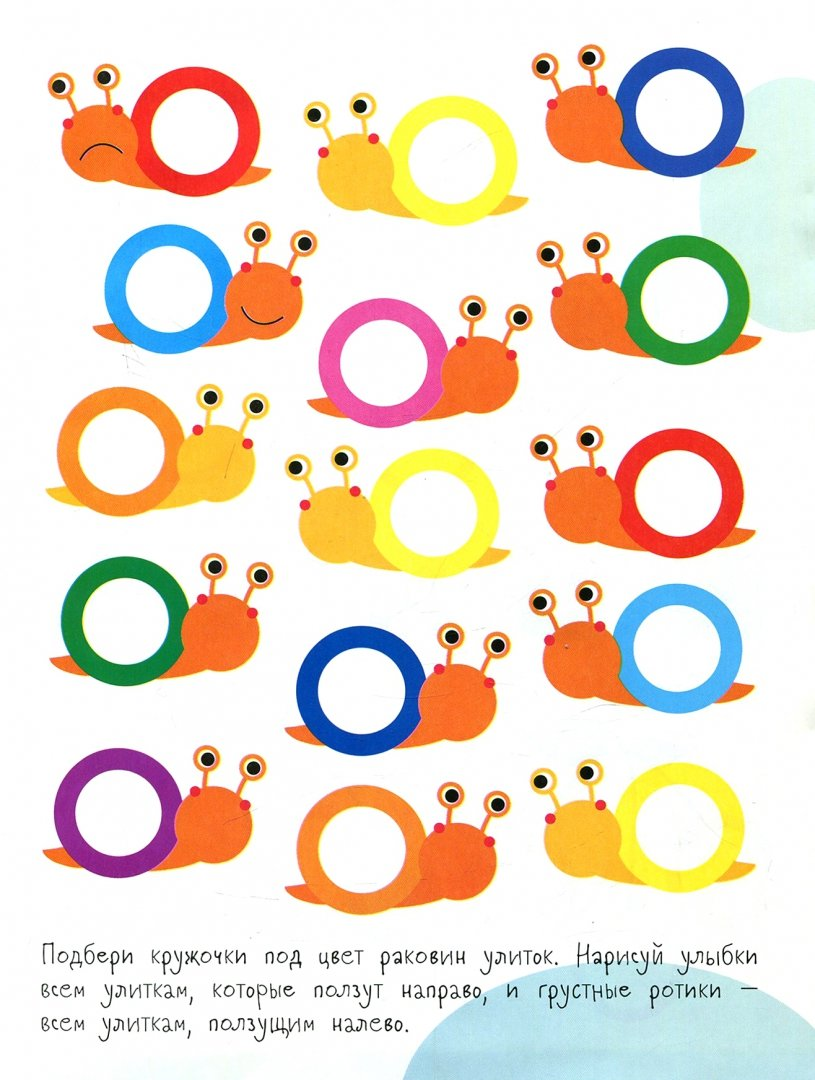 Подбери кружочки под цвет раковин улиток. Нарисуй улыбки
всем улиткам, которые ползут направо, и грустные ротики –
всем улиткам, ползущим налево.